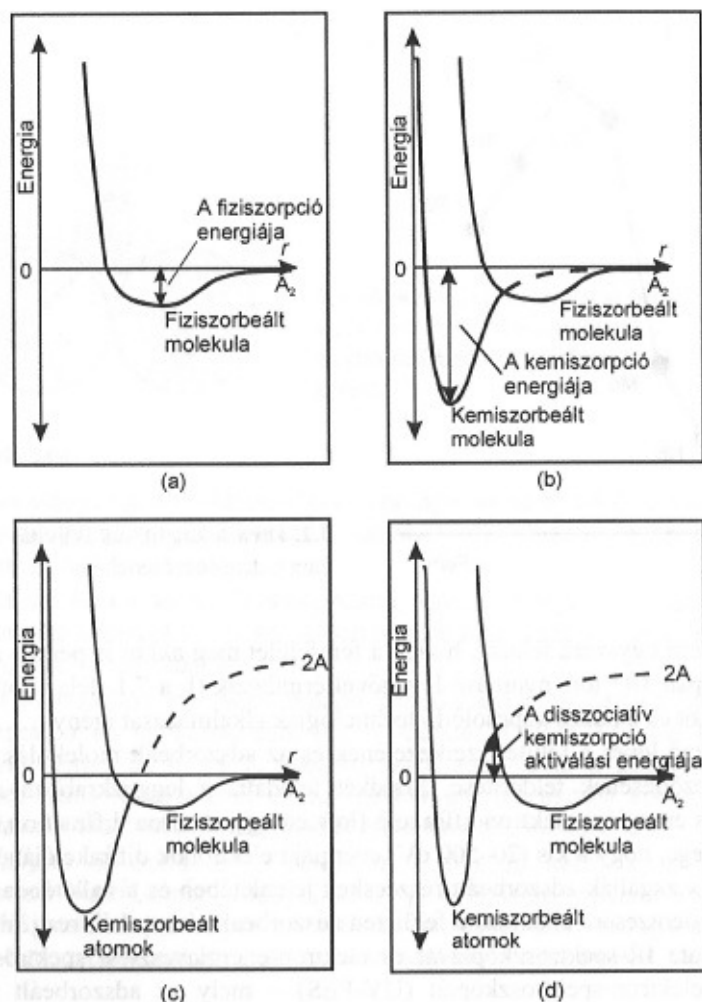 Energia
0
A fiziszorpció
energiája
r
A₂
Fiziszorbeált
molekula
(a)
Energia
0
r
A₂
Fiziszorbeált
molekula
A kemiszorpció
energiája
Kemiszorbeált
molekula
(b)
Energia
0
2A
r
A₂
Fiziszorbeált
molekula
Kemiszorbeált
atomok
(c)
Energia
0
2A
A disszociatív
kemiszorpció
aktiválási energiája
r
A₂
Fiziszorbeált
molekula
Kemiszorbeált
atomok
(d)